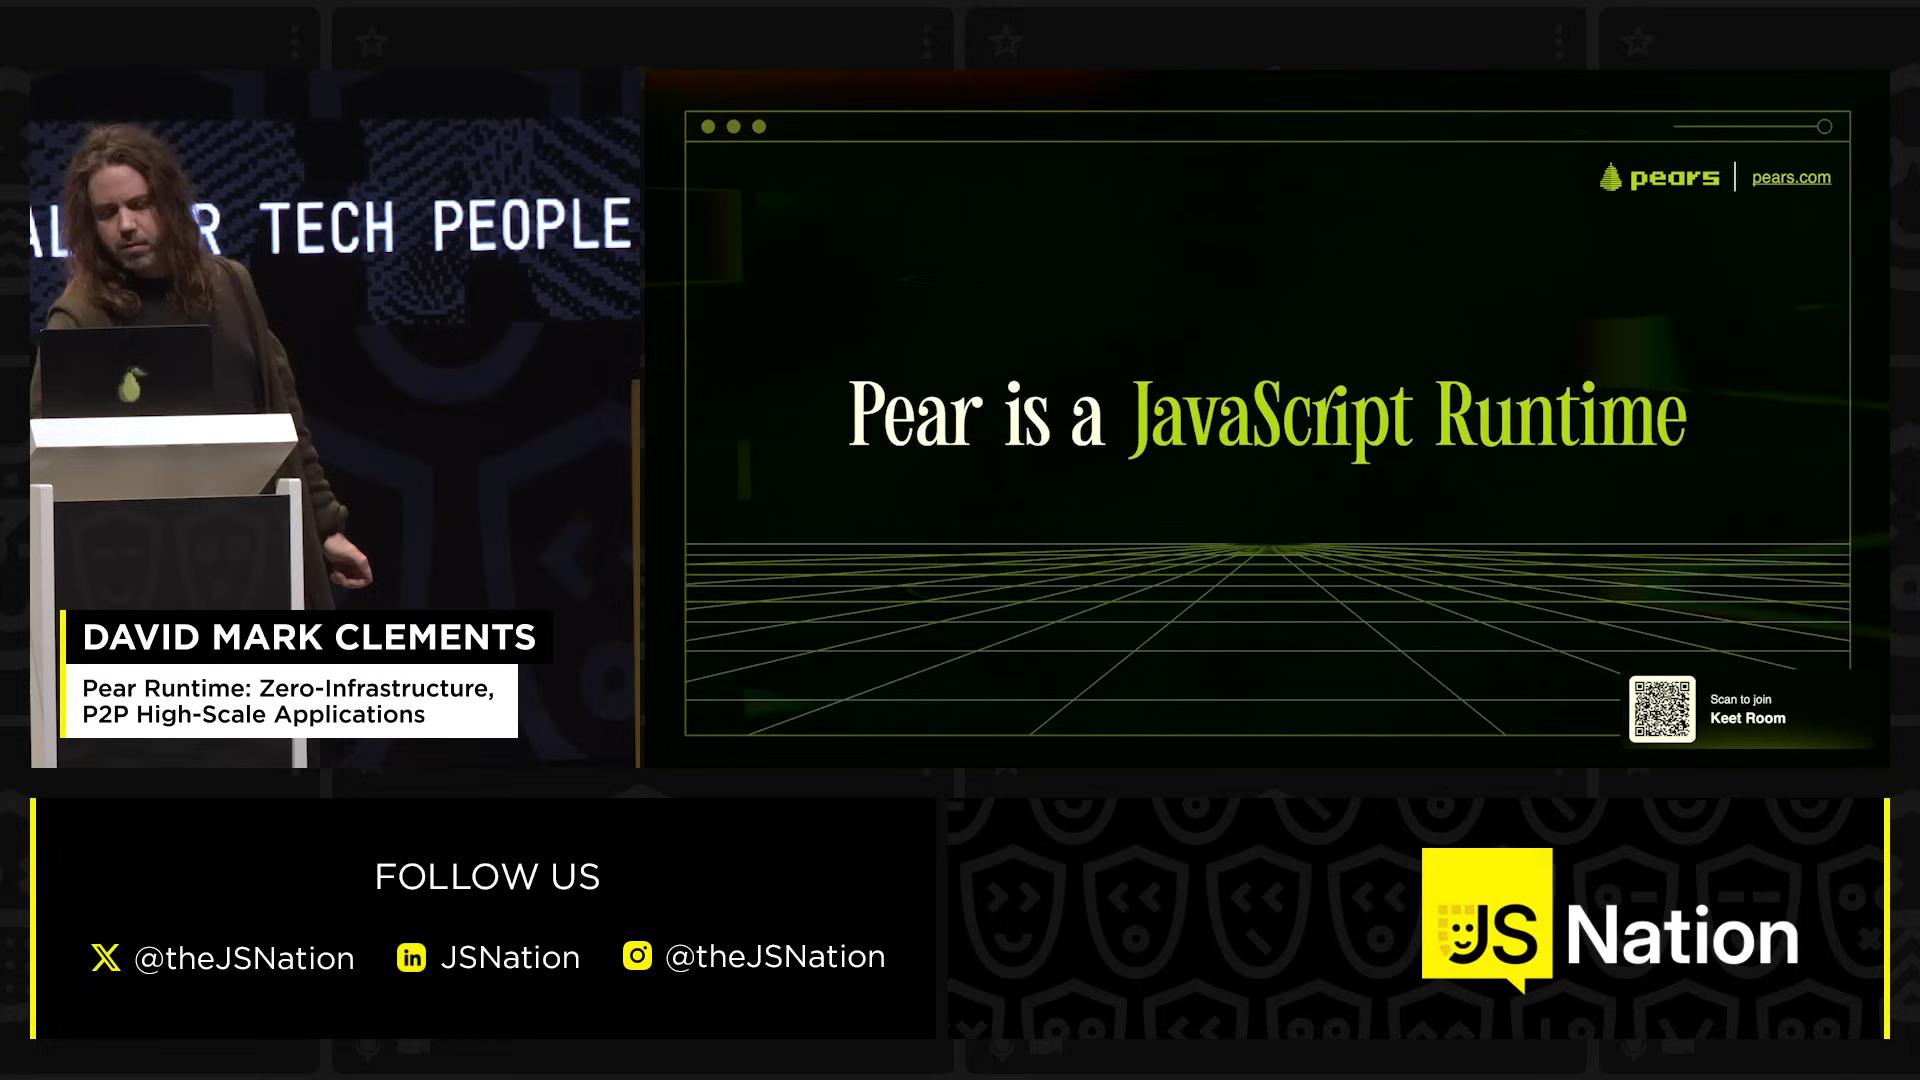 R TECH PEOPLE
pears | pears.com
Pear is a JavaScript Runtime
Scan to join
Keet Room
DAVID MARK CLEMENTS
Pear Runtime: Zero-Infrastructure,
P2P High-Scale Applications
FOLLOW US
@theJSNation
JSNation
@theJSNation
JS Nation